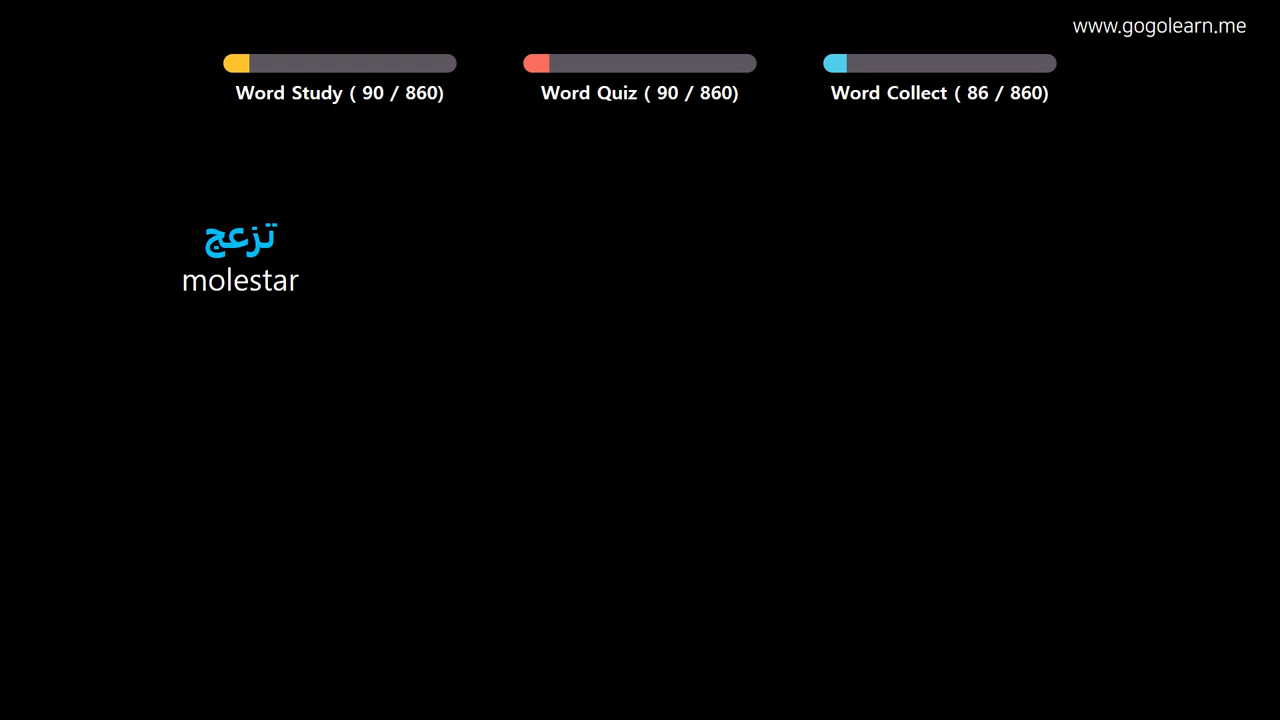 www.gogolearn.me
Word Study ( 90 / 860)
Word Quiz ( 90 / 860)
Word Collect ( 86 / 860)
تزعج
molestar